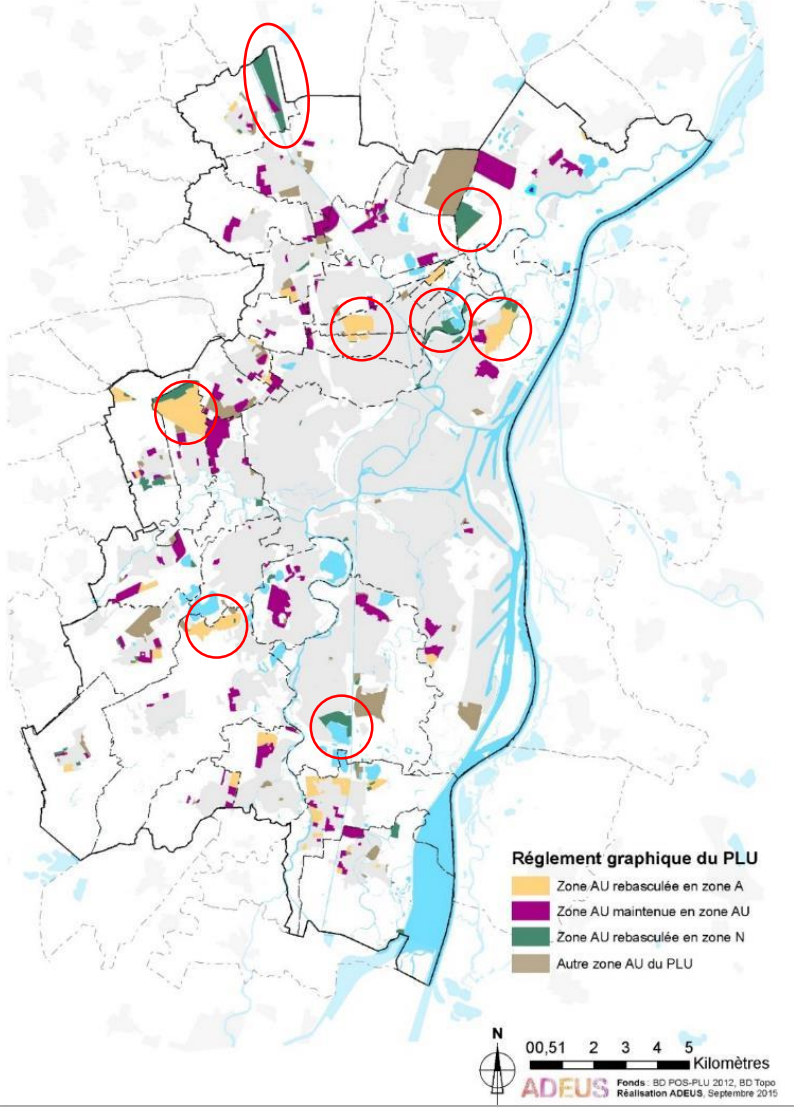 Réglement graphique du PLU
Zone AU rebasculée en zone A
Zone AU maintenue en zone AU
Zone AU rebasculée en zone N
Autre zone AU du PLU
N
00,51 2 3 4 5
Kilomètres
ADEUS
Fonds : BD POS-PLU 2012, BD Topo
Réalisation ADEUS, Septembre 2015